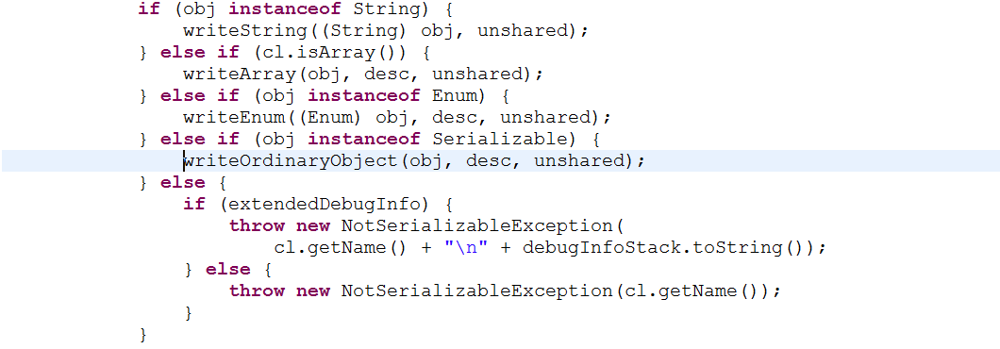 if (obj instanceof String) {
writeString((String) obj, unshared);
} else if (cl.isArray()) {
writeArray(obj, desc, unshared);
} else if (obj instanceof Enum) {
writeEnum((Enum) obj, desc, unshared);
} else if (obj instanceof Serializable) {
writeOrdinaryObject(obj, desc, unshared);
} else {
if (extendedDebugInfo) {
throw new NotSerializableException(
cl.getName() + "\n" + debugInfoStack.toString());
} else {
throw new NotSerializableException(cl.getName());
}
}